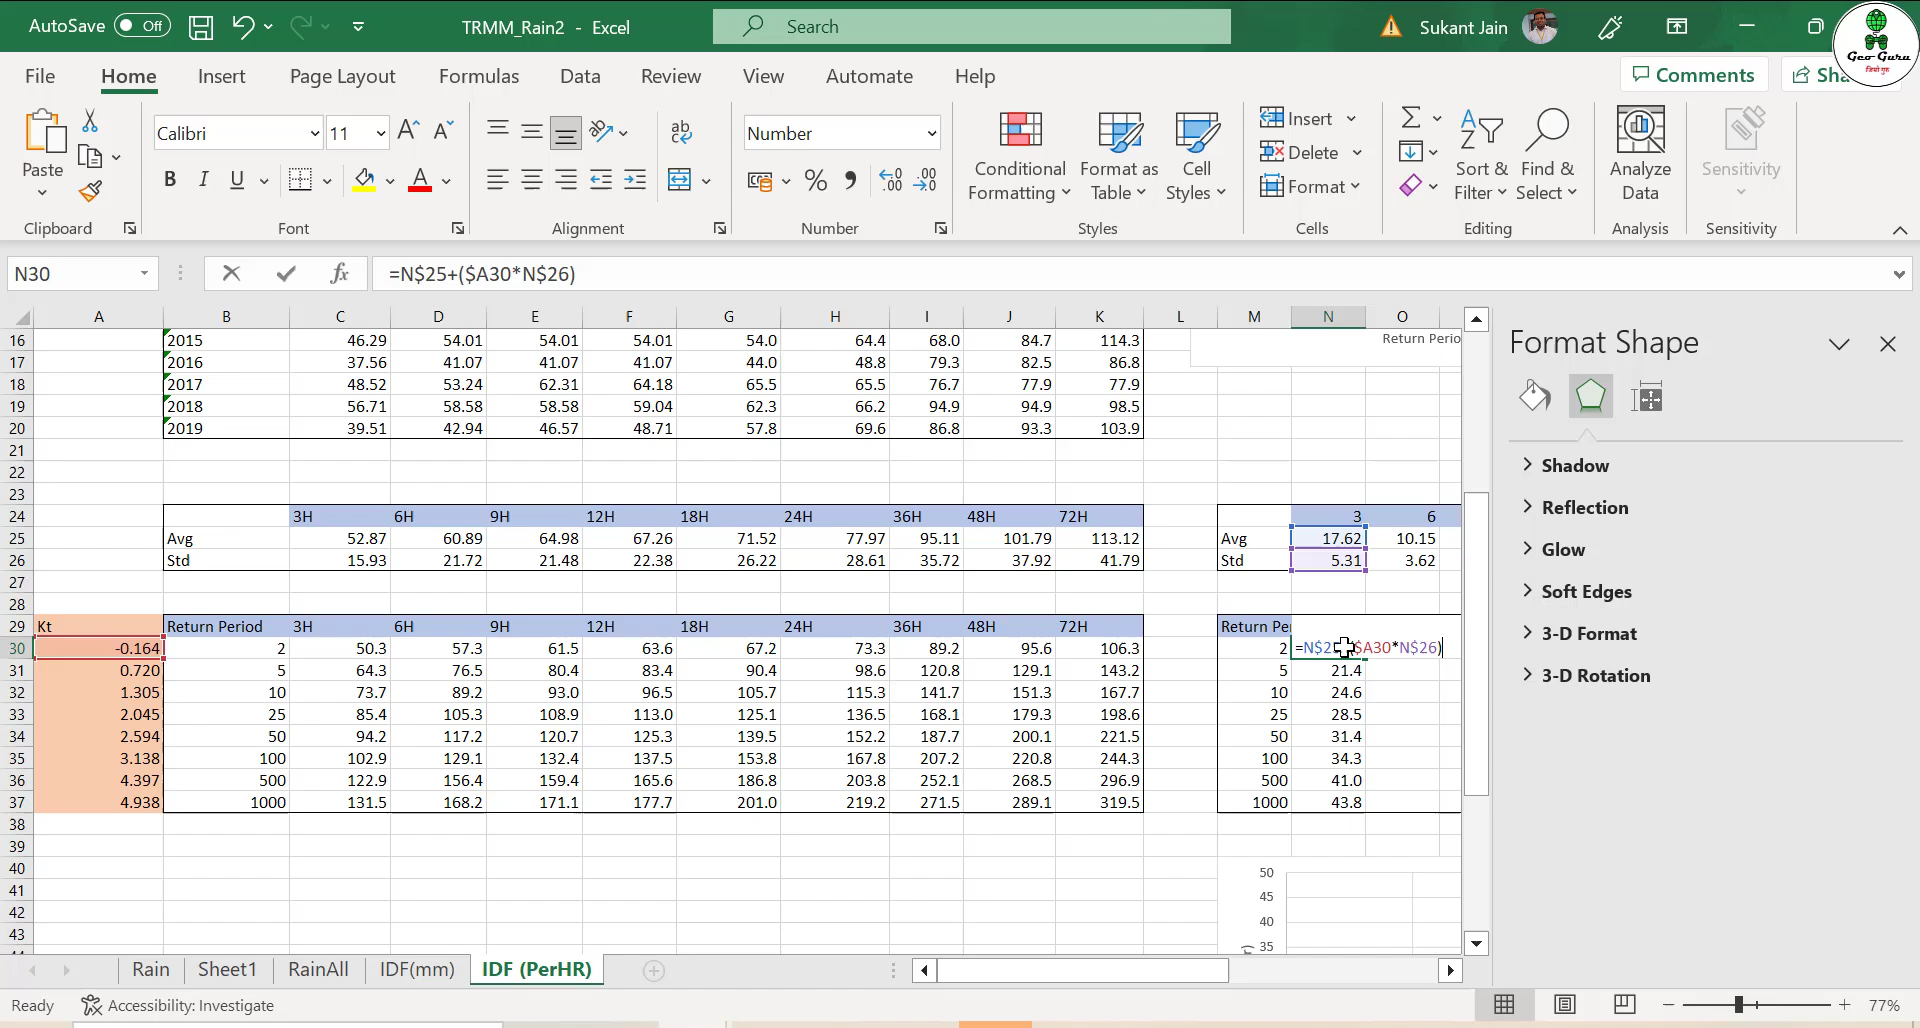 AutoSave Off TRMM_Rain2 - Excel Search Sukant Jain
Geo Guru
जियो गुरु
File Home Insert Page Layout Formulas Data Review View Automate Help Comments Sha
Paste Calibri 11 ab Number Conditional Formatting Format as Table Cell Styles Insert Delete Format Sort & Filter Find & Select Analyze Data Sensitivity
B I U A % 9
Clipboard Font Alignment Number Styles Cells Editing Analysis Sensitivity
N30 fx =N$25+($A30*N$26)
A B C D E F G H I J K L M N O
16 2015 46.29 54.01 54.01 54.01 54.0 64.4 68.0 84.7 114.3 Return Perio
17 2016 37.56 41.07 41.07 41.07 44.0 48.8 79.3 82.5 86.8
18 2017 48.52 53.24 62.31 64.18 65.5 65.5 76.7 77.9 77.9
19 2018 56.71 58.58 58.58 59.04 62.3 66.2 94.9 94.9 98.5
20 2019 39.51 42.94 46.57 48.71 57.8 69.6 86.8 93.3 103.9
21
22
23
24 3H 6H 9H 12H 18H 24H 36H 48H 72H 3 6
25 Avg 52.87 60.89 64.98 67.26 71.52 77.97 95.11 101.79 113.12 Avg 17.62 10.15
26 Std 15.93 21.72 21.48 22.38 26.22 28.61 35.72 37.92 41.79 Std 5.31 3.62
27
28
29 Kt Return Period 3H 6H 9H 12H 18H 24H 36H 48H 72H Return Pe
30 -0.164 2 50.3 57.3 61.5 63.6 67.2 73.3 89.2 95.6 106.3 2 =N$2 $A30*N$26)
31 0.720 5 64.3 76.5 80.4 83.4 90.4 98.6 120.8 129.1 143.2 5 21.4
32 1.305 10 73.7 89.2 93.0 96.5 105.7 115.3 141.7 151.3 167.7 10 24.6
33 2.045 25 85.4 105.3 108.9 113.0 125.1 136.5 168.1 179.3 198.6 25 28.5
34 2.594 50 94.2 117.2 120.7 125.3 139.5 152.2 187.7 200.1 221.5 50 31.4
35 3.138 100 102.9 129.1 132.4 137.5 153.8 167.8 207.2 220.8 244.3 100 34.3
36 4.397 500 122.9 156.4 159.4 165.6 186.8 203.8 252.1 268.5 296.9 500 41.0
37 4.938 1000 131.5 168.2 171.1 177.7 201.0 219.2 271.5 289.1 319.5 1000 43.8
38
39
40 50
41 45
42 40
43 35
Format Shape
Shadow
Reflection
Glow
Soft Edges
3-D Format
3-D Rotation
Rain Sheet1 RainAll IDF(mm) IDF (PerHR)
Ready Accessibility: Investigate 77%